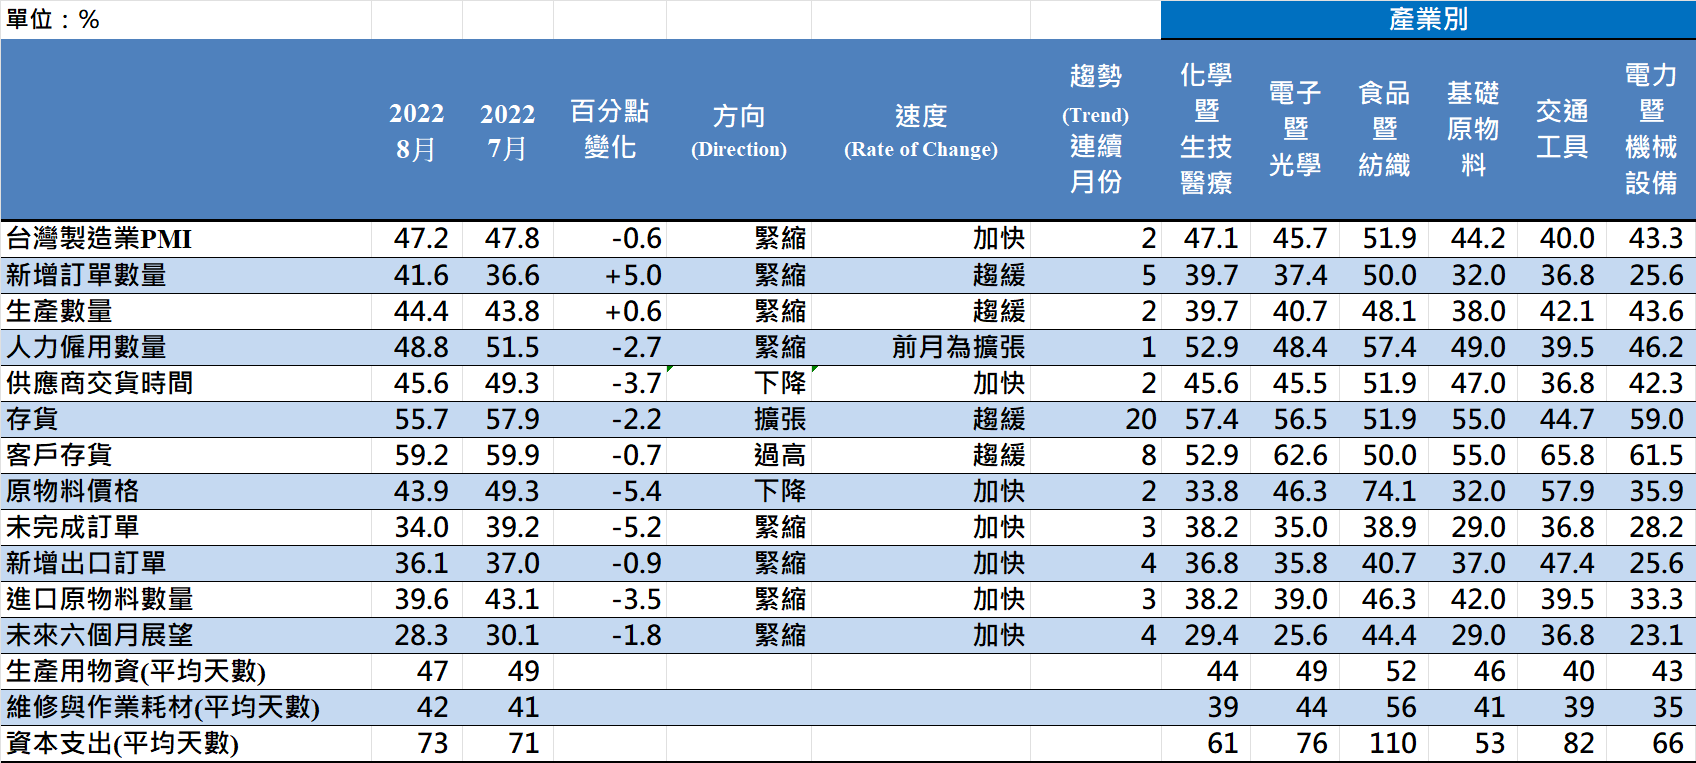 單位：% 產業別
2022 8月 2022 7月 百分點變化 方向 (Direction) 速度 (Rate of Change) 趨勢 (Trend) 連續月份 化學暨生技醫療 電子暨光學 食品暨紡織 基礎原物料 交通工具 電力暨機械設備
台灣製造業PMI 47.2 47.8 -0.6 緊縮 加快 2 47.1 45.7 51.9 44.2 40.0 43.3
新增訂單數量 41.6 36.6 +5.0 緊縮 趨緩 5 39.7 37.4 50.0 32.0 36.8 25.6
生產數量 44.4 43.8 +0.6 緊縮 趨緩 2 39.7 40.7 48.1 38.0 42.1 43.6
人力僱用數量 48.8 51.5 -2.7 緊縮 前月為擴張 1 52.9 48.4 57.4 49.0 39.5 46.2
供應商交貨時間 45.6 49.3 -3.7 下降 加快 2 45.6 45.5 51.9 47.0 36.8 42.3
存貨 55.7 57.9 -2.2 擴張 趨緩 20 57.4 56.5 51.9 55.0 44.7 59.0
客戶存貨 59.2 59.9 -0.7 過高 趨緩 8 52.9 62.6 50.0 55.0 65.8 61.5
原物料價格 43.9 49.3 -5.4 下降 加快 2 33.8 46.3 74.1 32.0 57.9 35.9
未完成訂單 34.0 39.2 -5.2 緊縮 加快 3 38.2 35.0 38.9 29.0 36.8 28.2
新增出口訂單 36.1 37.0 -0.9 緊縮 加快 4 36.8 35.8 40.7 37.0 47.4 25.6
進口原物料數量 39.6 43.1 -3.5 緊縮 加快 3 38.2 39.0 46.3 42.0 39.5 33.3
未來六個月展望 28.3 30.1 -1.8 緊縮 加快 4 29.4 25.6 44.4 29.0 36.8 23.1
生產用物資(平均天數) 47 49 44 49 52 46 40 43
維修與作業耗材(平均天數) 42 41 39 44 56 41 39 35
資本支出(平均天數) 73 71 61 76 110 53 82 66